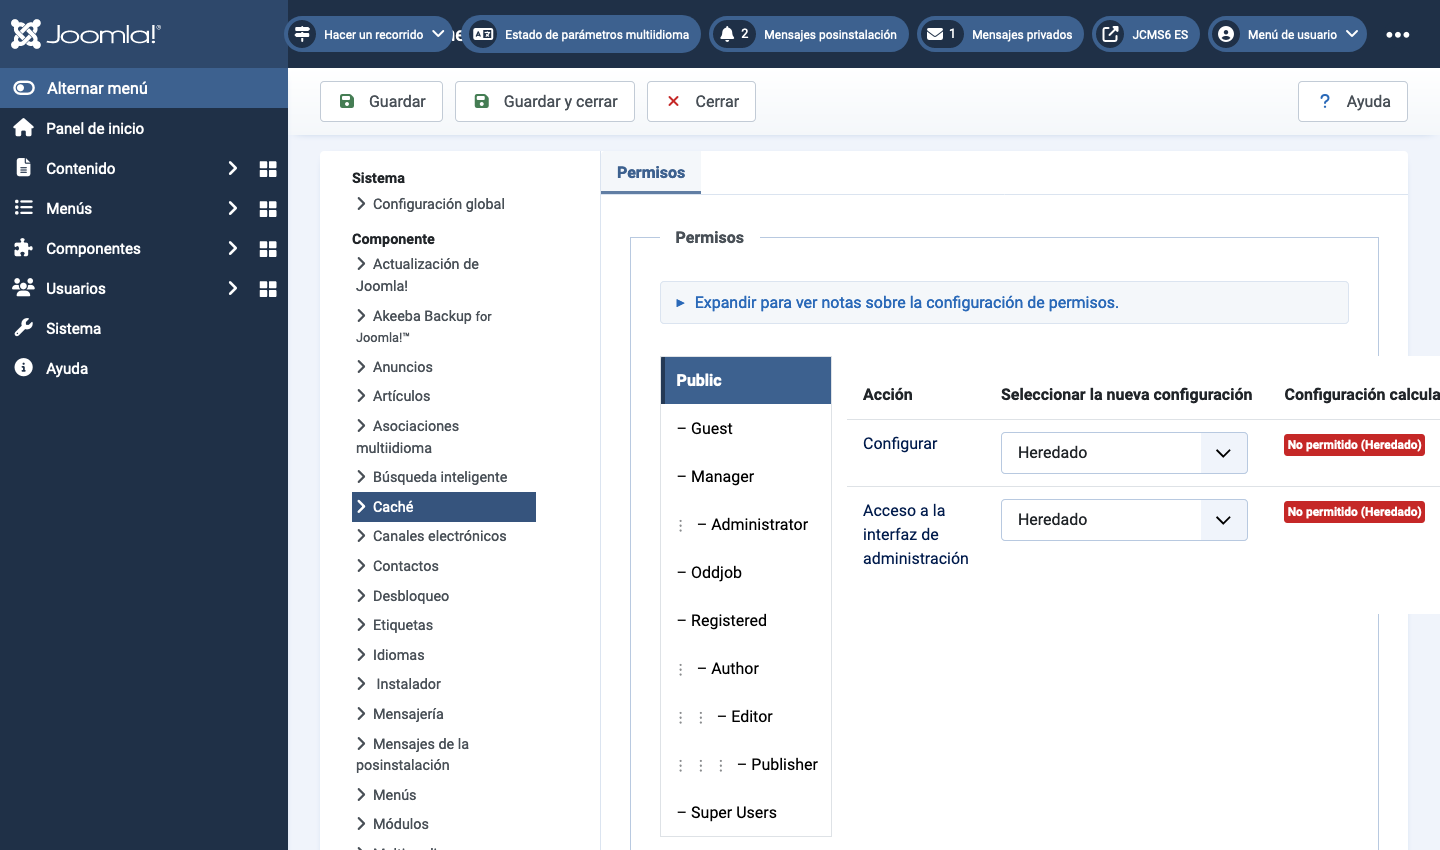 Joomla!®
Hacer un recorrido
Estado de parámetros multiidioma
2 Mensajes posinstalación
1 Mensajes privados
JCMS6 ES
Menú de usuario
Alternar menú
Panel de inicio
Contenido
Menús
Componentes
Usuarios
Sistema
Ayuda
Guardar
Guardar y cerrar
Cerrar
? Ayuda
Sistema
Configuración global
Componente
Actualización de
Joomla!
Akeeba Backup for
Joomla!™
Anuncios
Artículos
Asociaciones
multiidioma
Búsqueda inteligente
Caché
Canales electrónicos
Contactos
Desbloqueo
Etiquetas
Idiomas
Instalador
Mensajería
Mensajes de la
posinstalación
Menús
Módulos
Permisos
Permisos
Expandir para ver notas sobre la configuración de permisos.
Public
– Guest
– Manager
⋮ – Administrator
– Oddjob
– Registered
⋮ – Author
⋮ ⋮ – Editor
⋮ ⋮ ⋮ – Publisher
– Super Users
Acción Seleccionar la nueva configuración Configuración calcula
Configurar Heredado No permitido (Heredado)
Acceso a la
interfaz de
administración
Heredado No permitido (Heredado)